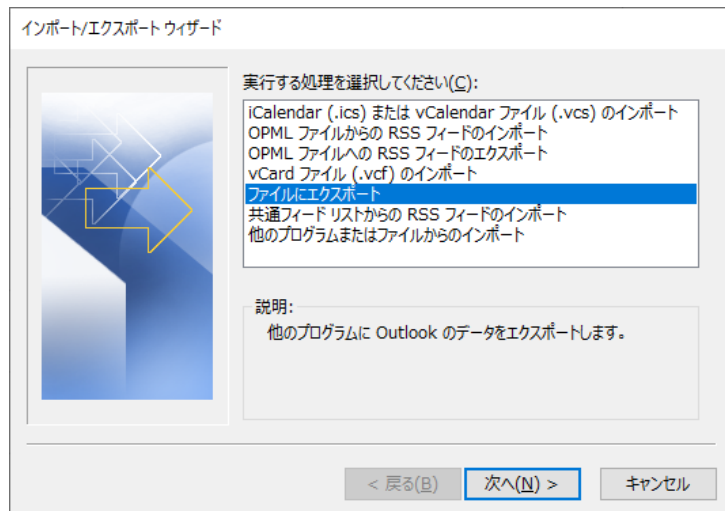 インポート/エクスポート ウィザード
実行する処理を選択してください(C):
iCalendar (.ics) または vCalendar ファイル (.vcs) のインポート
OPML ファイルからの RSS フィードのインポート
OPML ファイルへの RSS フィードのエクスポート
vCard ファイル (.vcf) のインポート
ファイルにエクスポート
共通フィード リストからの RSS フィードのインポート
他のプログラムまたはファイルからのインポート
説明:
他のプログラムに Outlook のデータをエクスポートします。
< 戻る(B) 次へ(N) > キャンセル